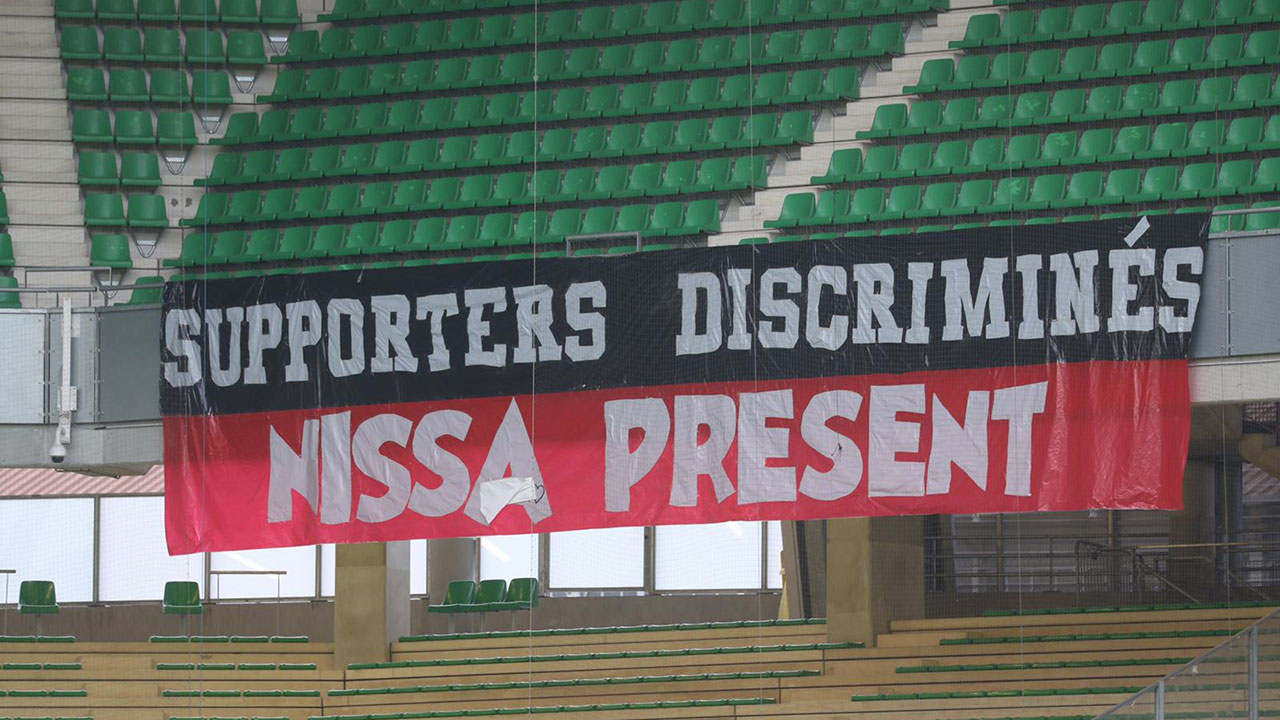 SUPPORTERS DISCRIMINÉS
NISSA PRESENT